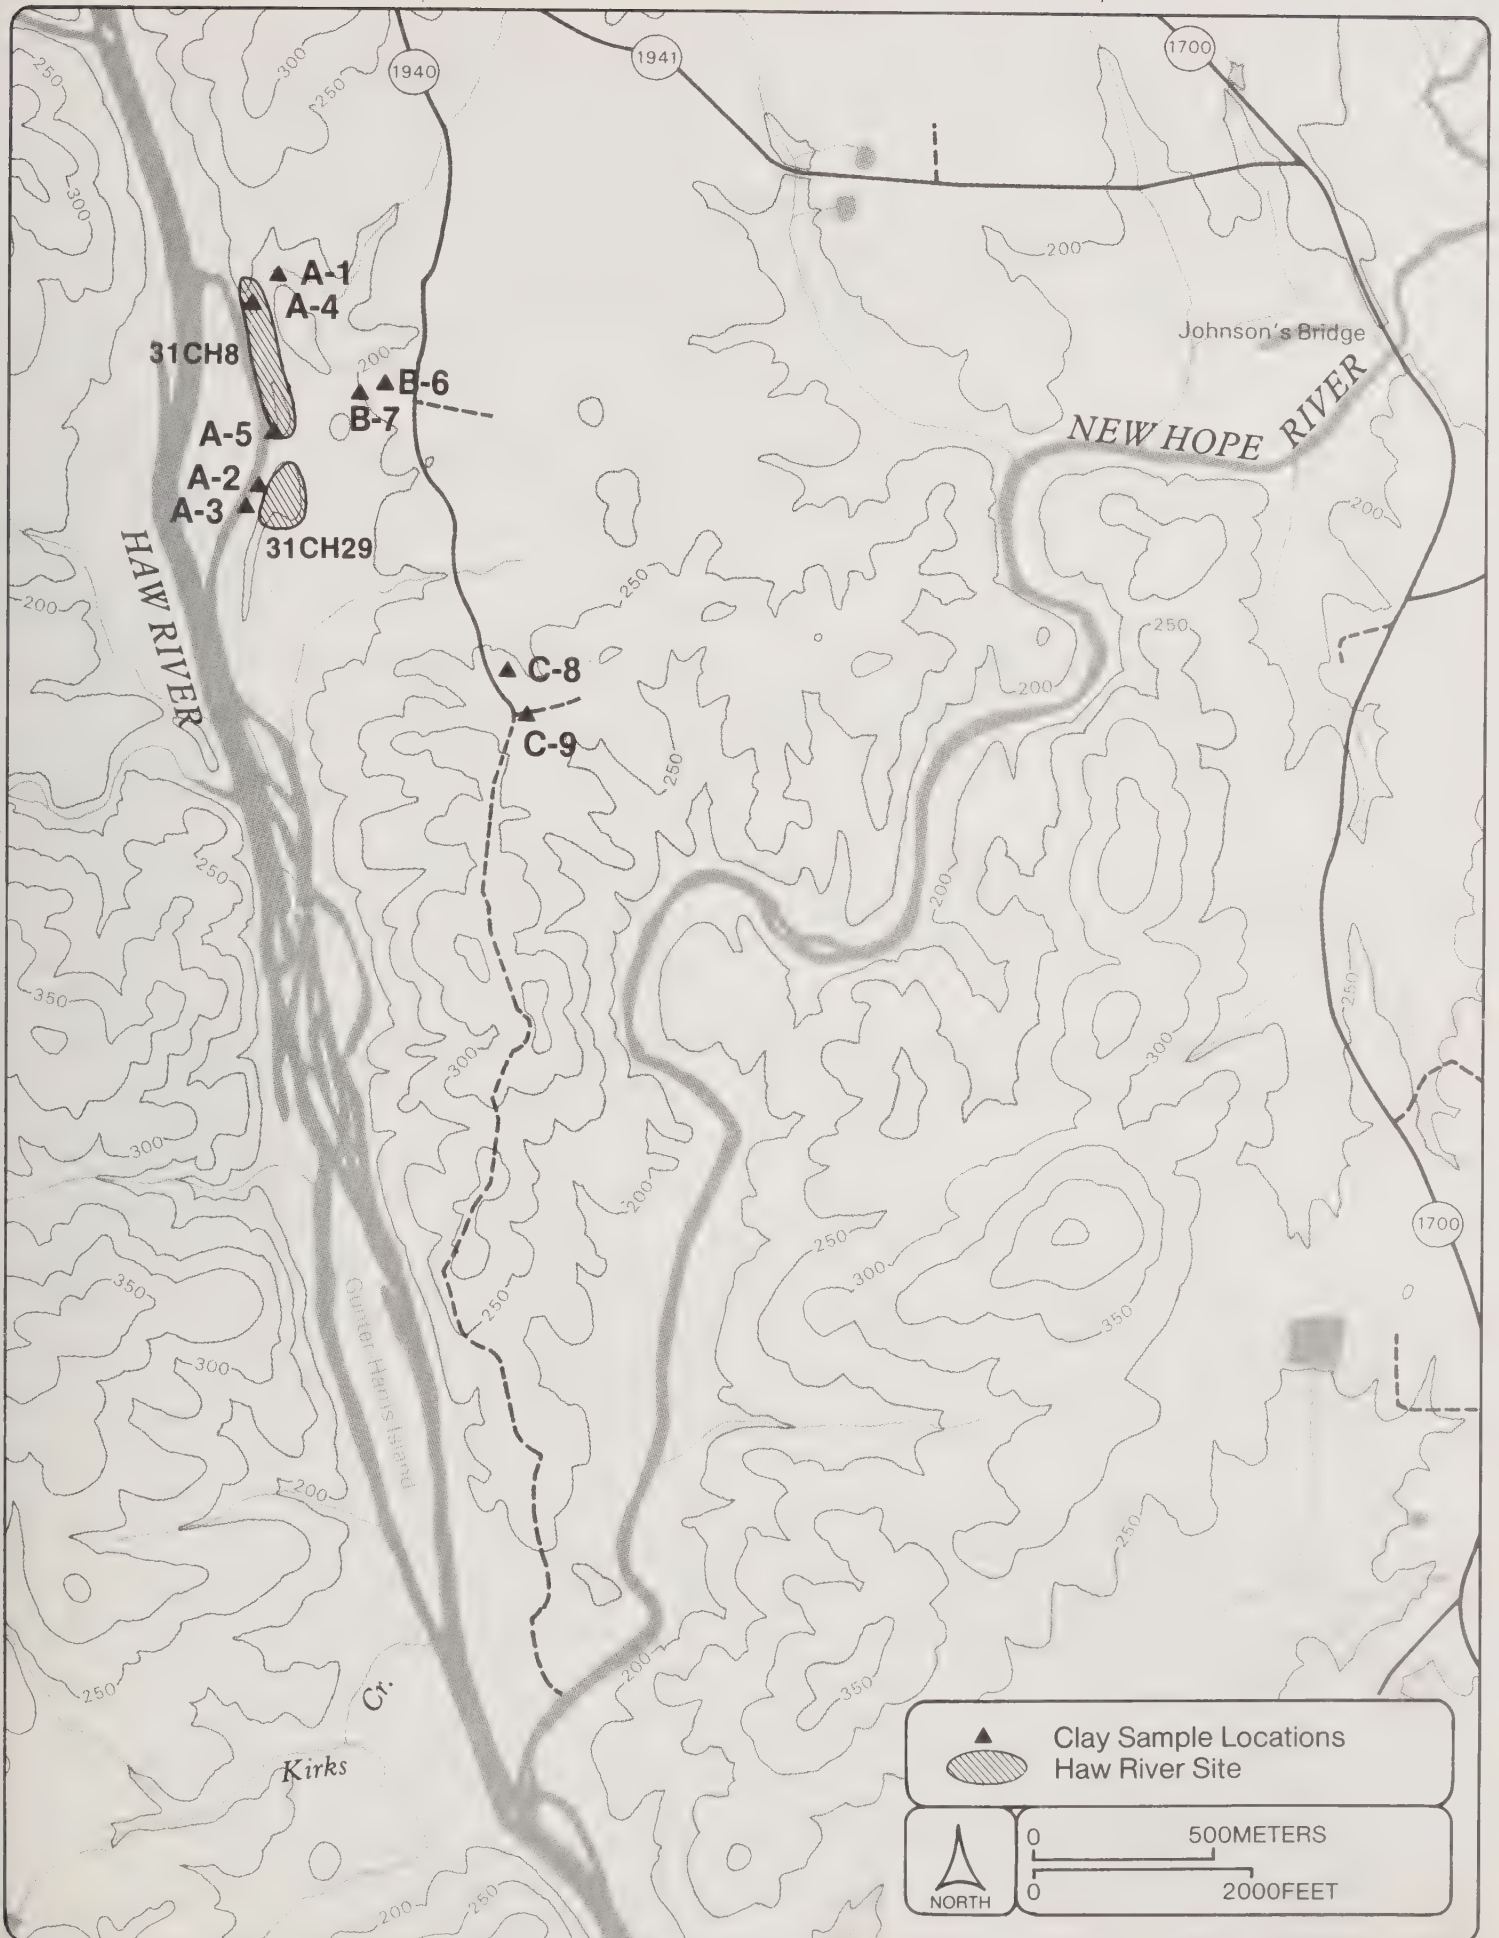 1940
1941
1700
300
250
250
300
200
A-1
A-4
Johnson's Bridge
31CH8
200
B-6
B-7
NEW HOPE RIVER
A-5
A-2
A-3
200
31CH29
HAW RIVER
250
200
250
C-8
200
C-9
250
250
200
350
250
300
300
300
200
1700
250
300
350
350
250
Gunter Harris Island
300
200
250
200
250
350
Cr.
Kirks
Clay Sample Locations
Haw River Site
0 500METERS
NORTH
0 2000FEET
200
250